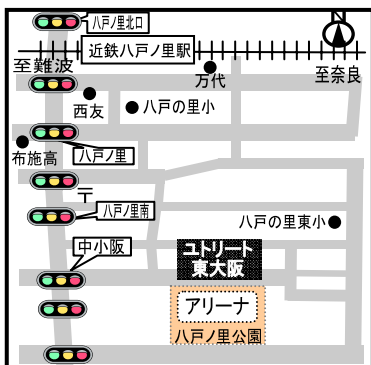 八戸ノ里北口
N
近鉄八戸ノ里駅
至難波
万代
至奈良
西友
八戸の里小
布施高
八戸ノ里
〒
八戸ノ里南
八戸の里東小
中小阪
ユトリート
東大阪
アリーナ
八戸ノ里公園